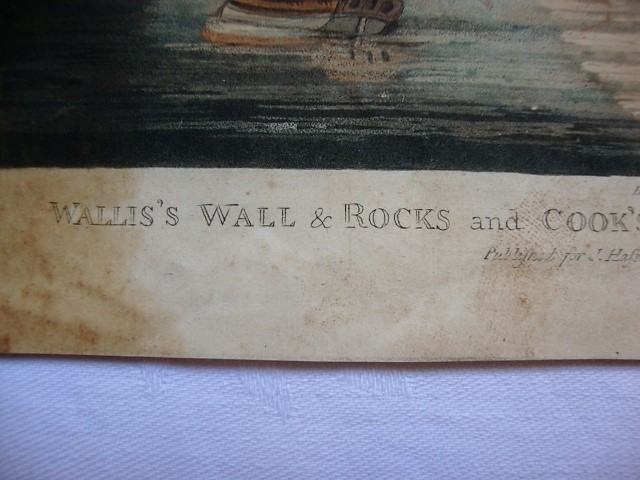 WALLIS'S WALL & ROCKS and COOK'S
Published for J. Hass